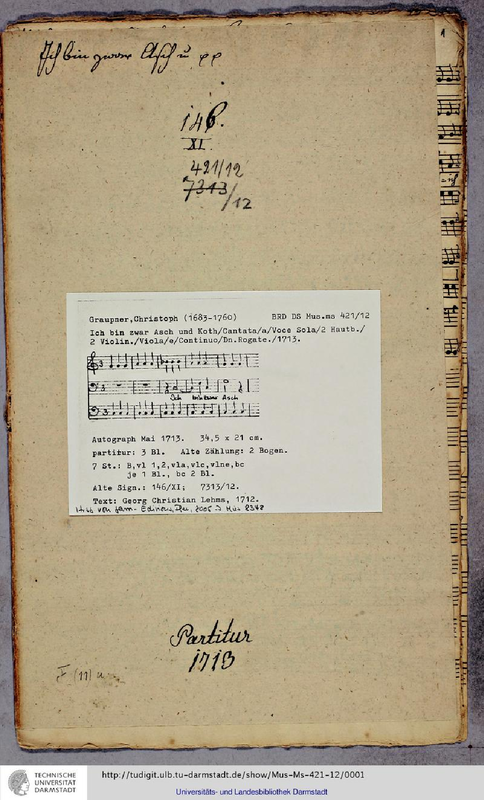 Ich bin zwar Asch u. pp
1
146.
XI
421/12
7313/12
Graupner,Christoph (1683-1760) BRD DS Mus.ms 421/12
Ich bin zwar Asch und Koth/Cantata/a/Voce Sola/2 Hautb./
2 Violin./Viola/e/Continuo/Dn.Rogate./1713.
Ich bin zwar Asch
Autograph Mai 1713. 34,5 x 21 cm.
partitur: 3 Bl. Alte Zählung: 2 Bogen.
7 St.: B,vl 1,2,vla,vlc,vlne,bc
je 1 Bl., bc 2 Bl.
Alte Sign.: 146/XI; 7313/12.
Text: Georg Christian Lehms, 1712.
Partitur
1713
F (11) u
TECHNISCHE
UNIVERSITÄT
DARMSTADT
http://tudigit.ulb.tu-darmstadt.de/show/Mus-Ms-421-12/0001
Universitäts- und Landesbibliothek Darmstadt